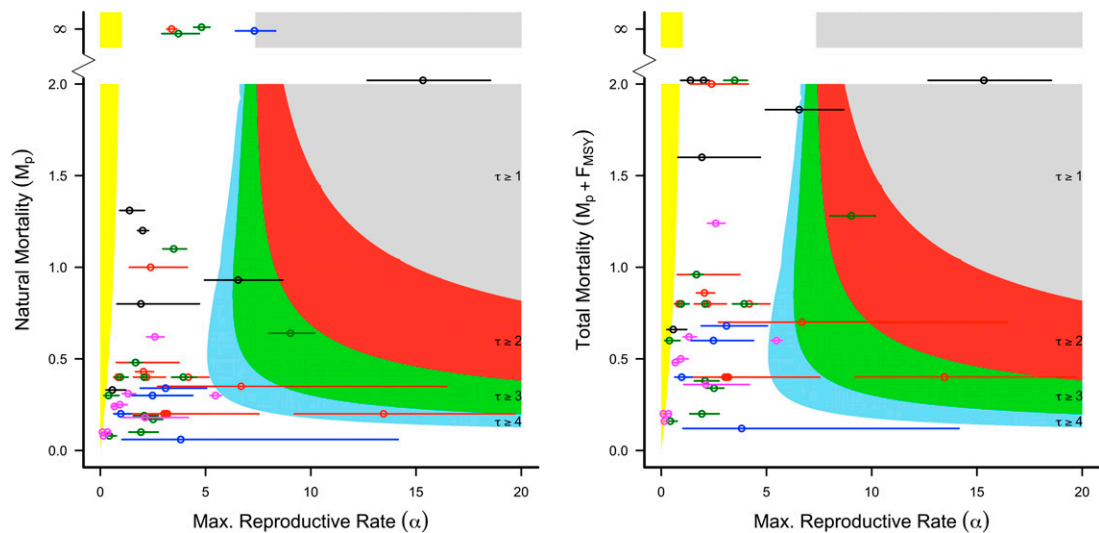 ∞
2.0
1.5
1.0
0.5
0.0
Natural Mortality (Mp)
τ ≥ 1
τ ≥ 2
τ ≥ 3
τ ≥ 4
0 5 10 15 20
Max. Reproductive Rate (α)
∞
2.0
1.5
1.0
0.5
0.0
Total Mortality (Mp + FMSY)
τ ≥ 1
τ ≥ 2
τ ≥ 3
τ ≥ 4
0 5 10 15 20
Max. Reproductive Rate (α)